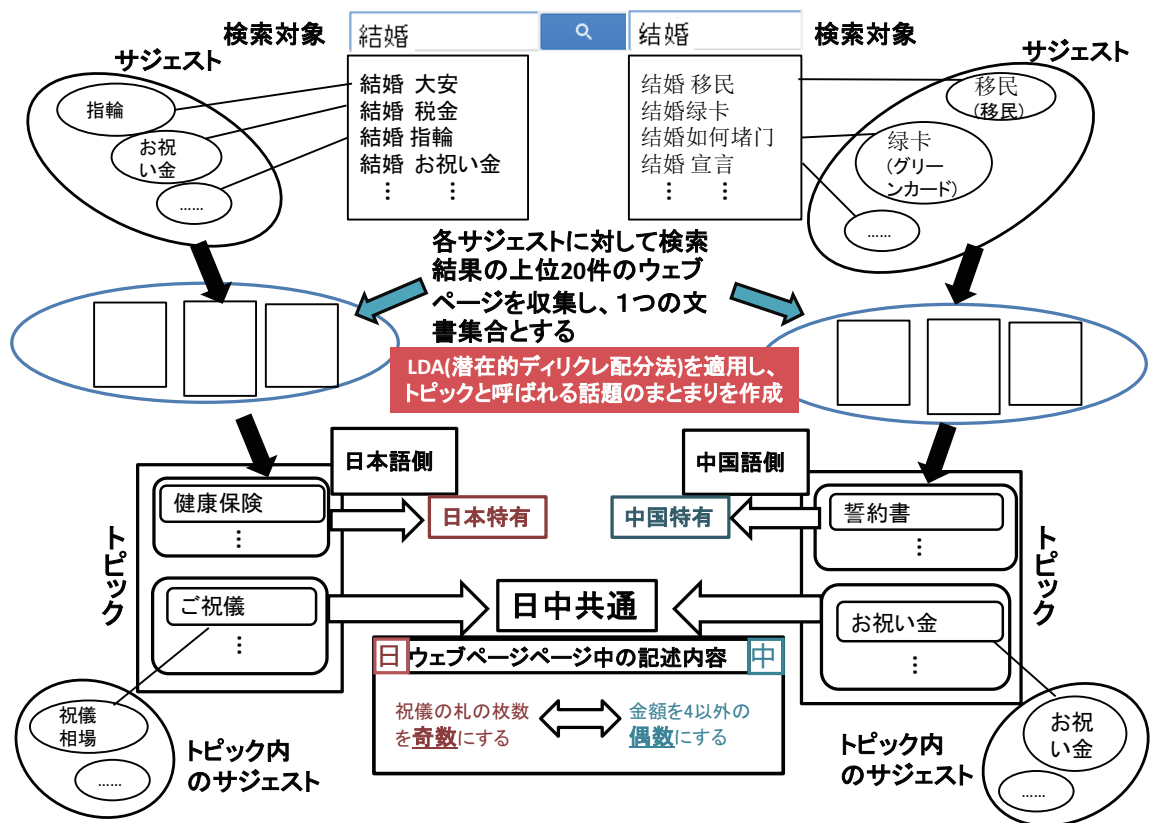 検索対象
結婚
结婚
検索対象
サジェスト
サジェスト
指輪
お祝
い金
……
結婚 大安
結婚 税金
結婚 指輪
結婚 お祝い金
⋮ ⋮
结婚 移民
结婚绿卡
结婚如何堵门
结婚 宣言
⋮ ⋮
移民
(移民)
绿卡
(グリー
ンカード)
……
各サジェストに対して検索
結果の上位20件のウェブ
ページを収集し、1つの文
書集合とする
LDA(潜在的ディリクレ配分法)を適用し、
トピックと呼ばれる話題のまとまりを作成
日本語側
中国語側
トピック
健康保険
⋮
日本特有
中国特有
誓約書
⋮
トピック
ご祝儀
⋮
日中共通
お祝い金
⋮
日 ウェブページページ中の記述内容 中
祝儀の札の枚数
を奇数にする
金額を4以外の
偶数にする
祝儀
相場
……
トピック内
のサジェスト
トピック内
のサジェスト
お祝
い金
……